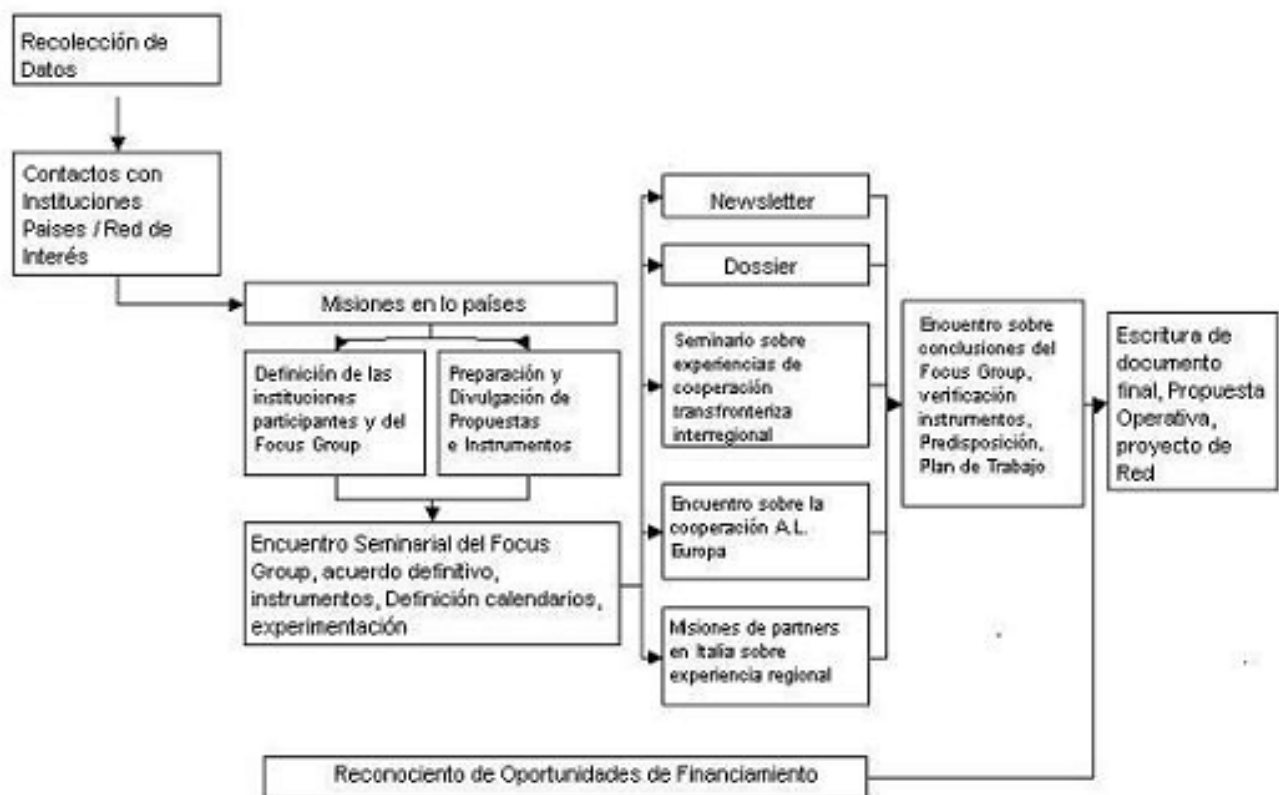 Recolección de
Datos
Contactos con
Instituciones
Paises / Red de
Interés
Misiones en lo países
Definición de las
instituciones
participantes y del
Focus Group
Preparación y
Divulgación de
Propuestas
e Instrumentos
Encuentro Seminarial del Focus
Group, acuerdo definitivo,
instrumentos, Definición calendarios,
experimentación
Newsletter
Dossier
Seminario sobre
experiencias de
cooperación
transfronteriza
interregional
Encuentro sobre la
cooperación A.L.
Europa
Misiones de partners
en Italia sobre
experiencia regional
Encuentro sobre
conclusiones del
Focus Group,
verificación
instrumentos,
Predisposición,
Plan de Trabajo
Escritura de
documento
final, Propuesta
Operativa,
proyecto de
Red
Reconociento de Oportunidades de Financiamiento